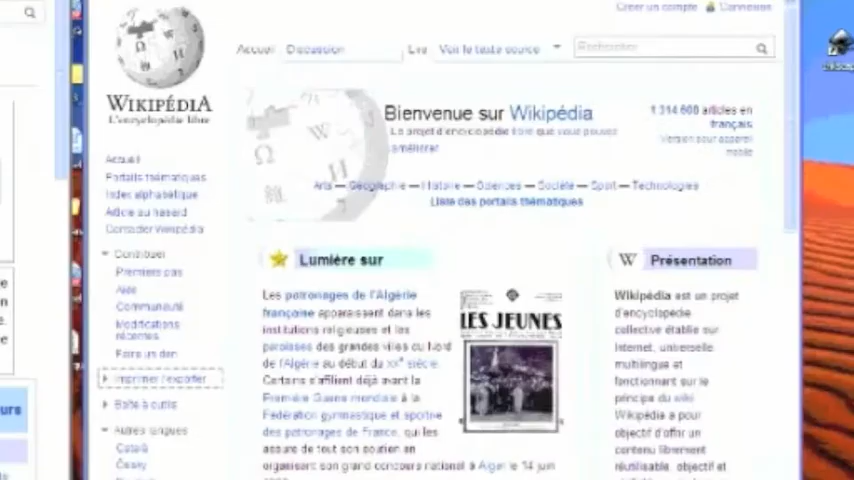 Créer un compte Connexion
Accueil Discussion Lire Voir le texte source Rechercher
WIKIPÉDIA
L'encyclopédie libre
Bienvenue sur Wikipédia
Le projet d'encyclopédie libre que vous pouvez
améliorer
1 314 608 articles en
français
Version pour appareil
mobile
Arts — Géographie — Histoire — Sciences — Société — Sport — Technologies
Liste des portails thématiques
Accueil
Portails thématiques
Index alphabétique
Article au hasard
Contacter Wikipédia
Contribuer
Premiers pas
Aide
Communauté
Modifications
récentes
Faire un don
Imprimer / exporter
Boîte à outils
Autres langues
Català
Česky
Lumière sur
Les patronages de l'Algérie
française apparaissent dans les
institutions religieuses et les
paroisses des grandes villes du Nord
de l'Algérie au début du XXe siècle.
Certains s'affilient déjà avant la
Première Guerre mondiale à la
Fédération gymnastique et sportive
des patronages de France, qui les
assure de tout son soutien en
organisant son grand concours national à Alger le 14 juin
LES JEUNES
Présentation
Wikipédia est un projet
d'encyclopédie
collective établie sur
Internet, universelle,
multilingue et
fonctionnant sur le
principe du wiki.
Wikipédia a pour
objectif d'offrir un
contenu librement
réutilisable, objectif et